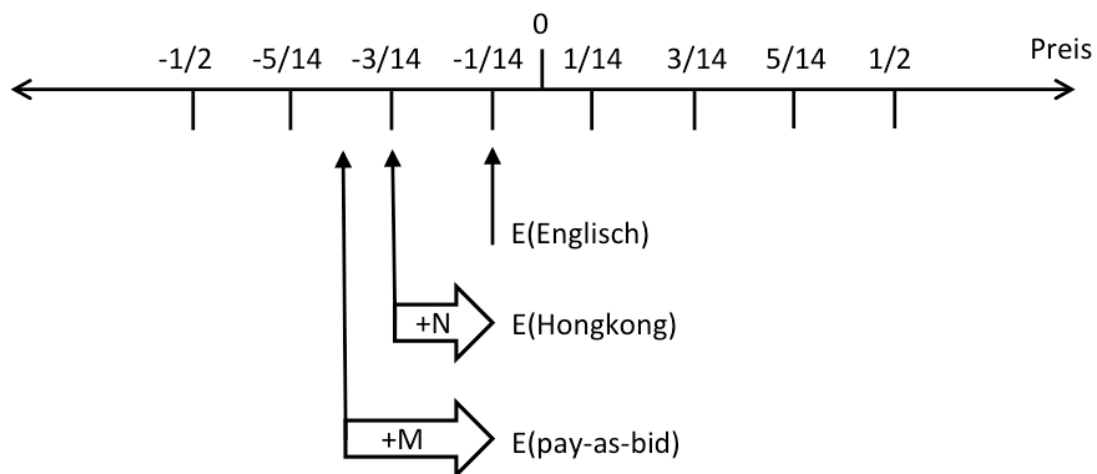 0
-1/2 -5/14 -3/14 -1/14 1/14 3/14 5/14 1/2 Preis
E(Englisch)
+N E(Hongkong)
+M E(pay-as-bid)